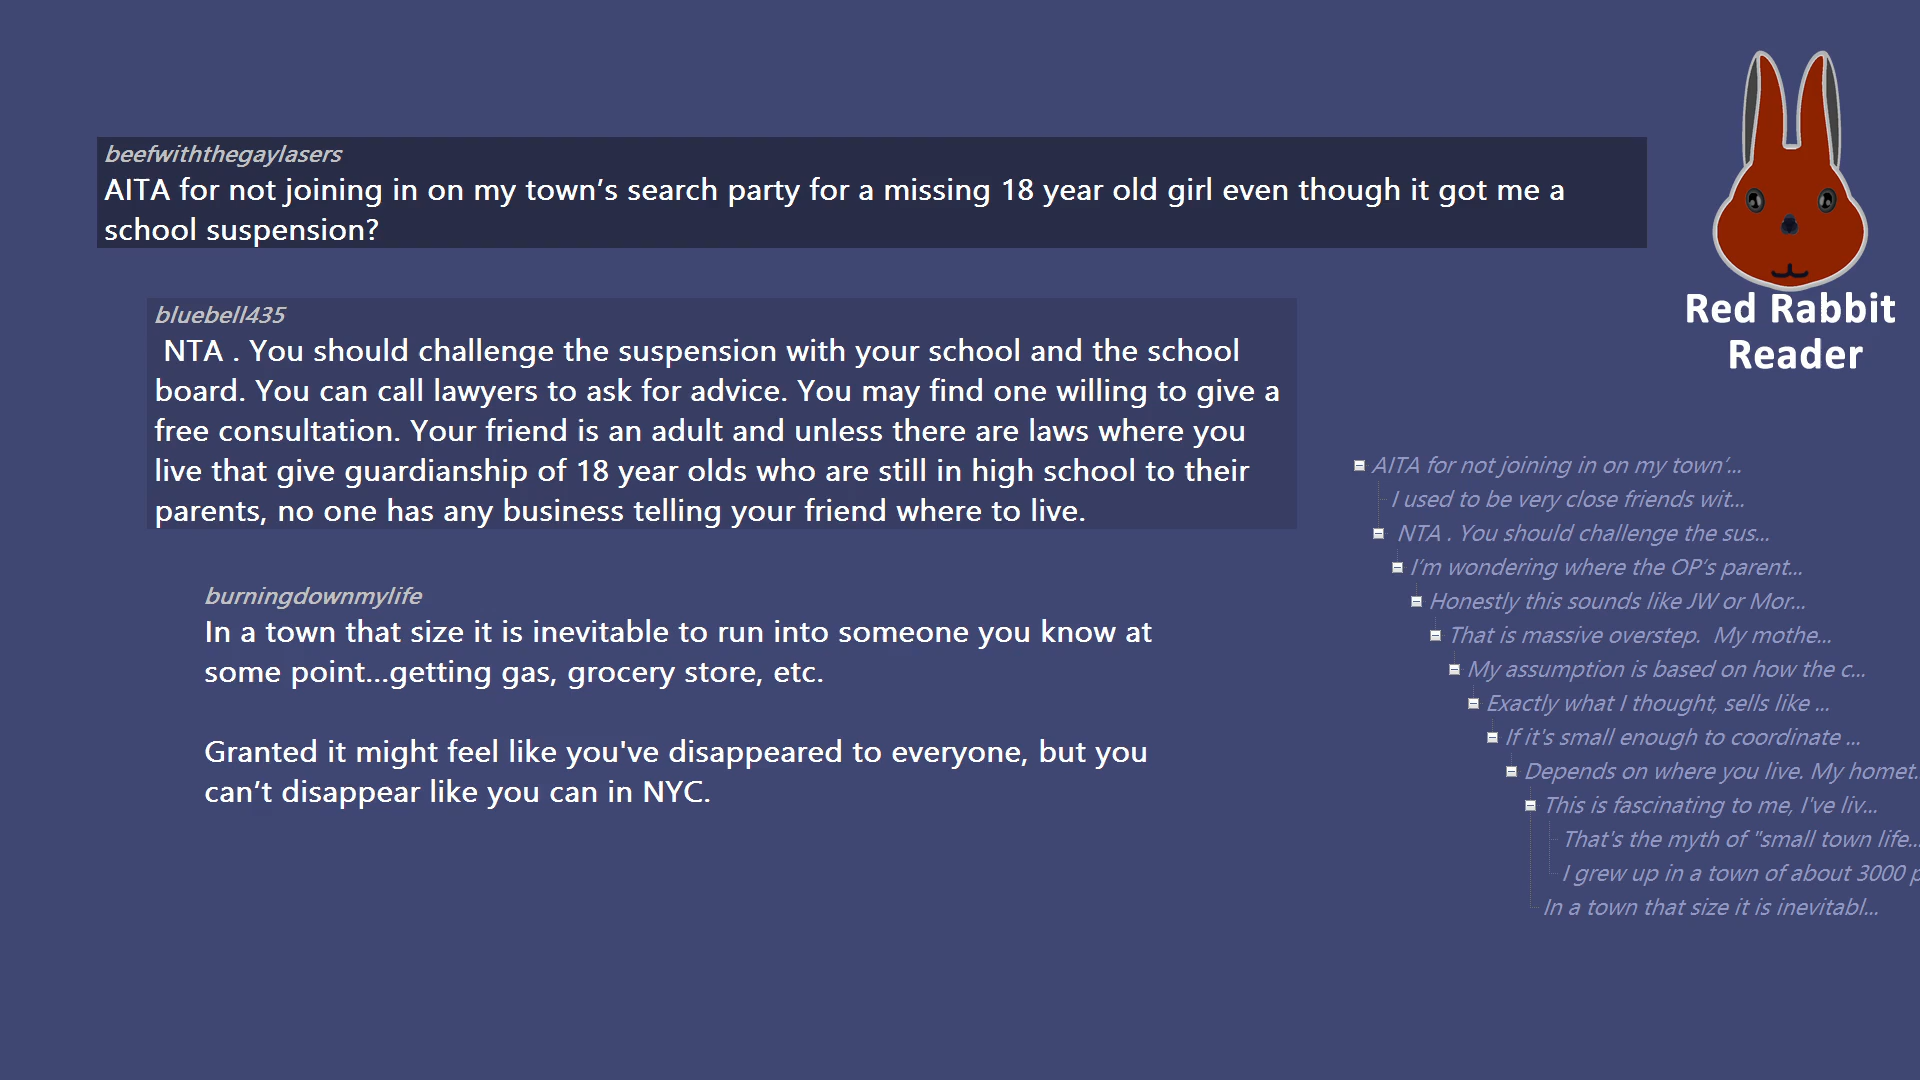 beefwiththegaylasers
AITA for not joining in on my town’s search party for a missing 18 year old girl even though it got me a
school suspension?
bluebell435
NTA . You should challenge the suspension with your school and the school
board. You can call lawyers to ask for advice. You may find one willing to give a
free consultation. Your friend is an adult and unless there are laws where you
live that give guardianship of 18 year olds who are still in high school to their
parents, no one has any business telling your friend where to live.
burningdownmylife
In a town that size it is inevitable to run into someone you know at
some point...getting gas, grocery store, etc.
Granted it might feel like you've disappeared to everyone, but you
can’t disappear like you can in NYC.
Red Rabbit
Reader
AITA for not joining in on my town’...
I used to be very close friends wit...
NTA . You should challenge the sus...
I’m wondering where the OP’s parent...
Honestly this sounds like JW or Mor...
That is massive overstep.  My mothe...
My assumption is based on how the c...
Exactly what I thought, sells like ...
If it's small enough to coordinate ...
Depends on where you live. My homet.
This is fascinating to me, I've liv...
That's the myth of "small town life...
I grew up in a town of about 3000 p
In a town that size it is inevitabl...